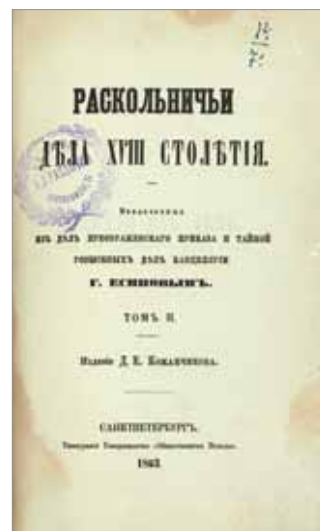 РАСКОЛЬНИЧЬИ
ДѢЛА XVIII СТОЛѢТІЯ.
ИЗЪ ДѢЛЪ ПРЕОБРАЖЕНСКАГО ПРИКАЗА И ТАЙНОЙ
РОЗЫСКНЫХЪ ДѢЛЪ КАНЦЕЛЯРІИ
Г. ЕСИПОВЫМЪ.
ТОМЪ II.
Изданіе Д. Е. Кожанчикова.
САНКТПЕТЕРБУРГЪ.
1863